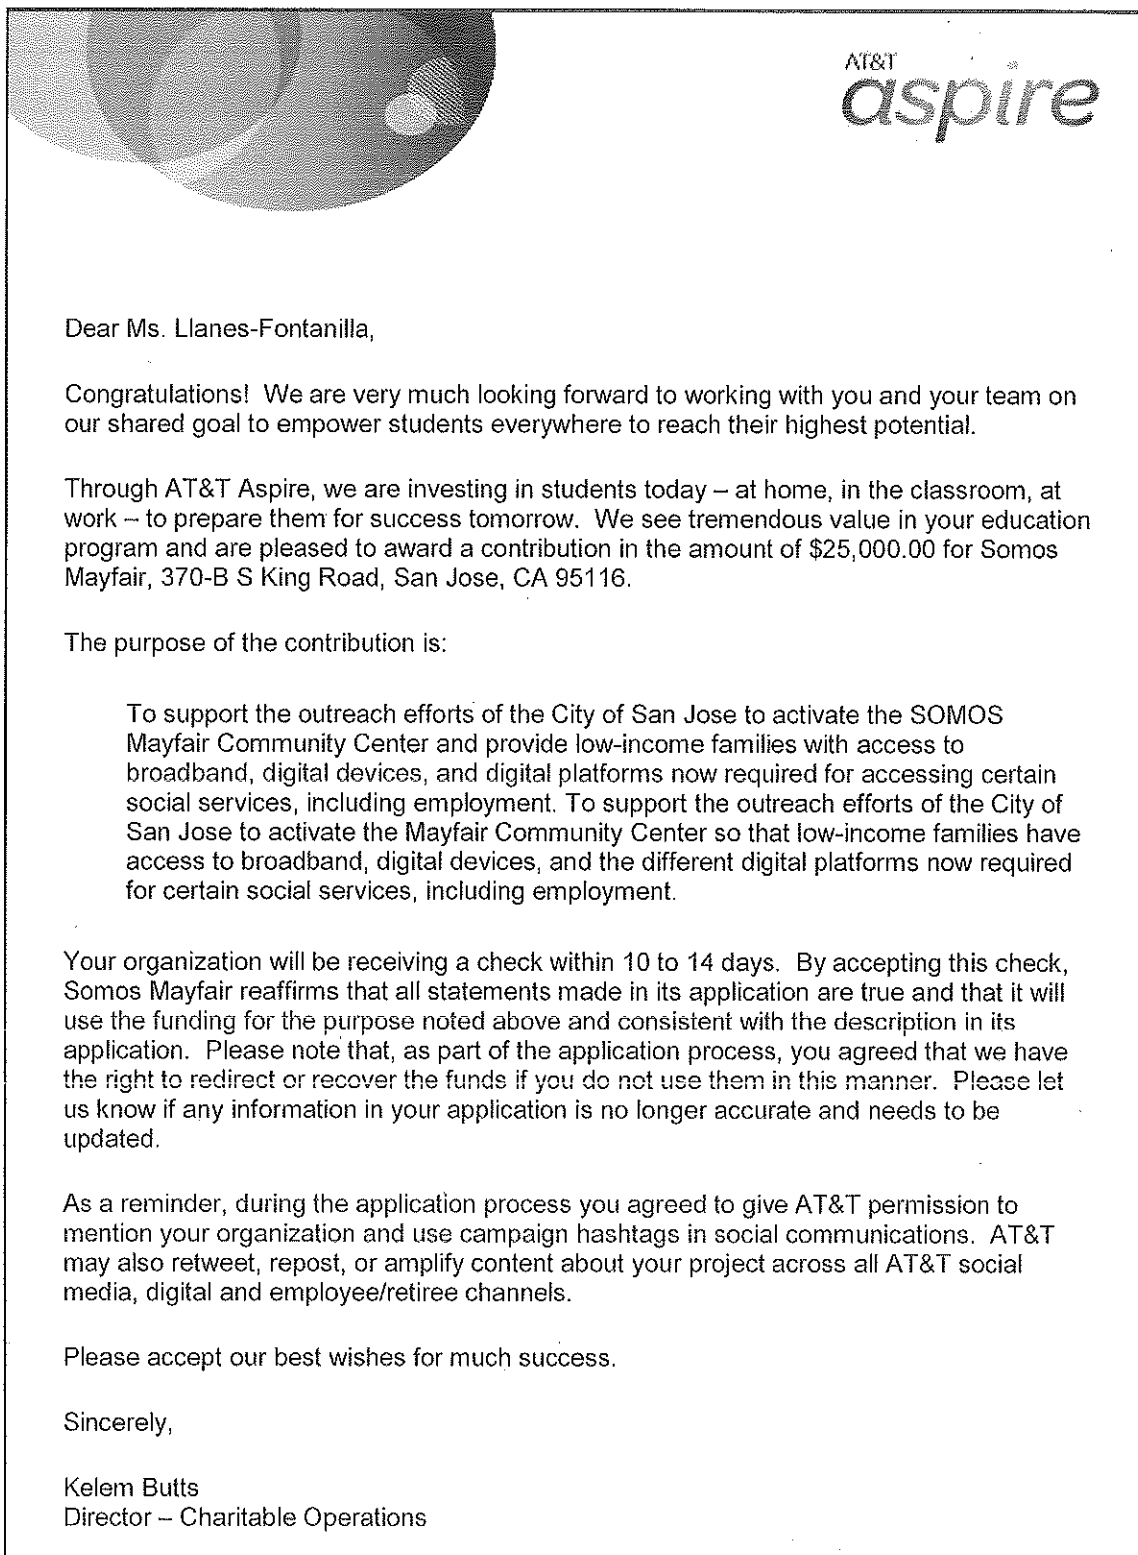 AT&T
aspire
Dear Ms. Llanes-Fontanilla,
Congratulations! We are very much looking forward to working with you and your team on
our shared goal to empower students everywhere to reach their highest potential.
Through AT&T Aspire, we are investing in students today – at home, in the classroom, at
work – to prepare them for success tomorrow. We see tremendous value in your education
program and are pleased to award a contribution in the amount of $25,000.00 for Somos
Mayfair, 370-B S King Road, San Jose, CA 95116.
The purpose of the contribution is:
To support the outreach efforts of the City of San Jose to activate the SOMOS
Mayfair Community Center and provide low-income families with access to
broadband, digital devices, and digital platforms now required for accessing certain
social services, including employment. To support the outreach efforts of the City of
San Jose to activate the Mayfair Community Center so that low-income families have
access to broadband, digital devices, and the different digital platforms now required
for certain social services, including employment.
Your organization will be receiving a check within 10 to 14 days. By accepting this check,
Somos Mayfair reaffirms that all statements made in its application are true and that it will
use the funding for the purpose noted above and consistent with the description in its
application. Please note that, as part of the application process, you agreed that we have
the right to redirect or recover the funds if you do not use them in this manner. Please let
us know if any information in your application is no longer accurate and needs to be
updated.
As a reminder, during the application process you agreed to give AT&T permission to
mention your organization and use campaign hashtags in social communications. AT&T
may also retweet, repost, or amplify content about your project across all AT&T social
media, digital and employee/retiree channels.
Please accept our best wishes for much success.
Sincerely,
Kelem Butts
Director – Charitable Operations